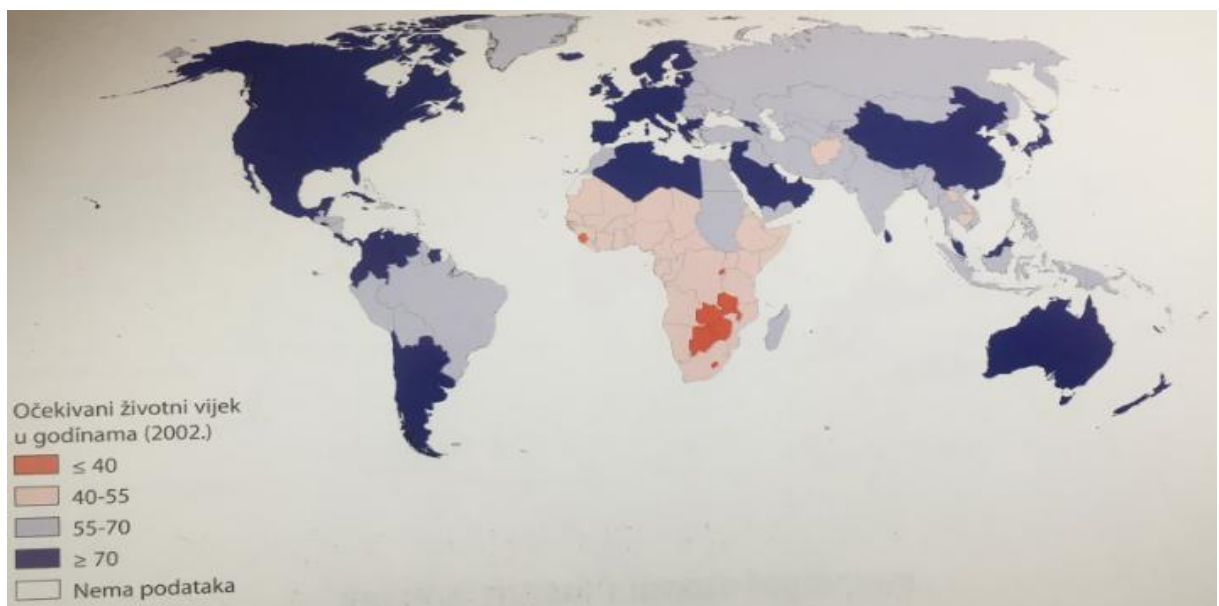 Očekivani životni vijek
u godinama (2002.)
≤ 40
40-55
55-70
≥ 70
Nema podataka